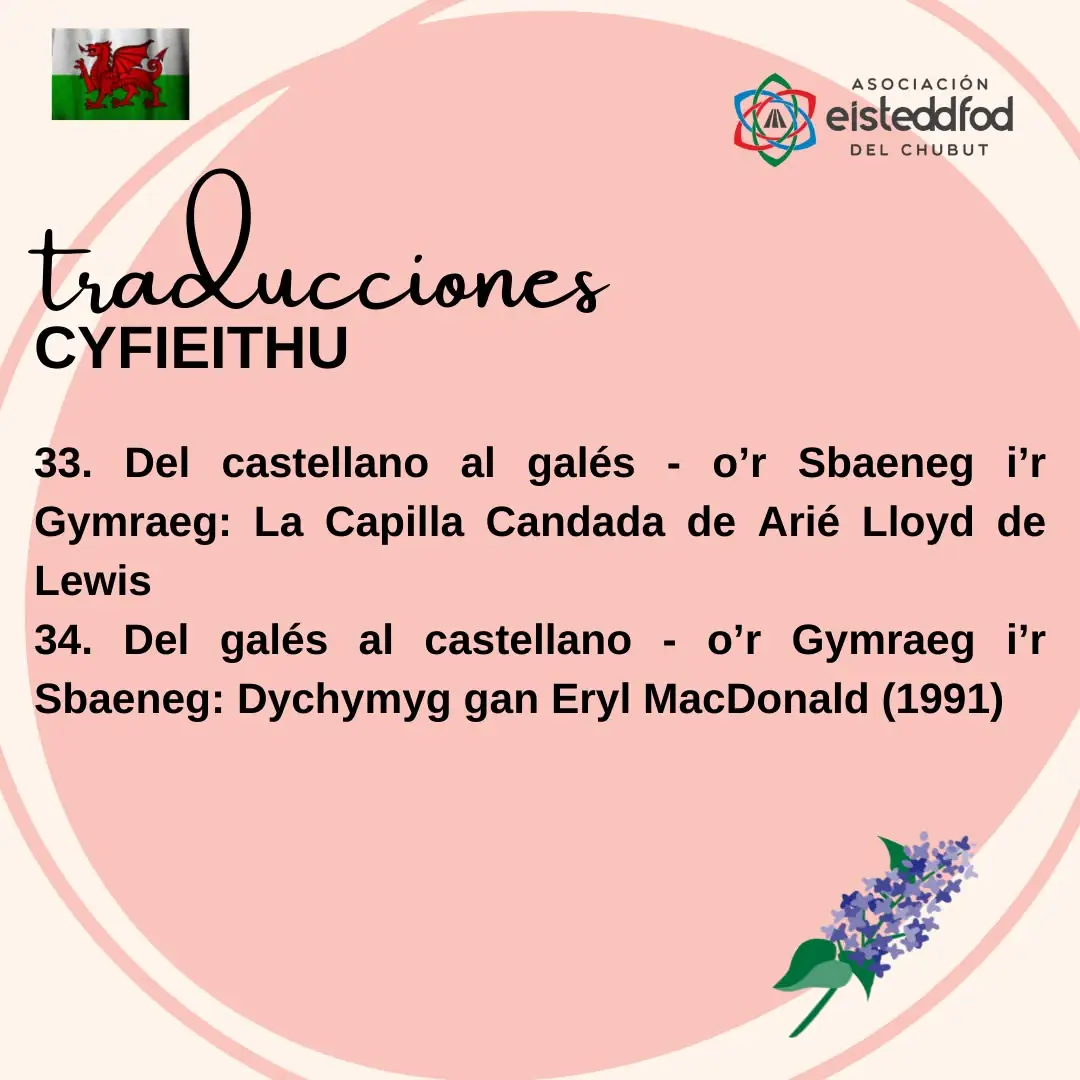 ASOCIACIÓN
eisteddfod
DEL CHUBUT
traducciones
CYFIEITHU
33. Del castellano al galés - o’r Sbaeneg i’r
Gymraeg: La Capilla Candada de Arié Lloyd de
Lewis
34. Del galés al castellano - o’r Gymraeg i’r
Sbaeneg: Dychymyg gan Eryl MacDonald (1991)